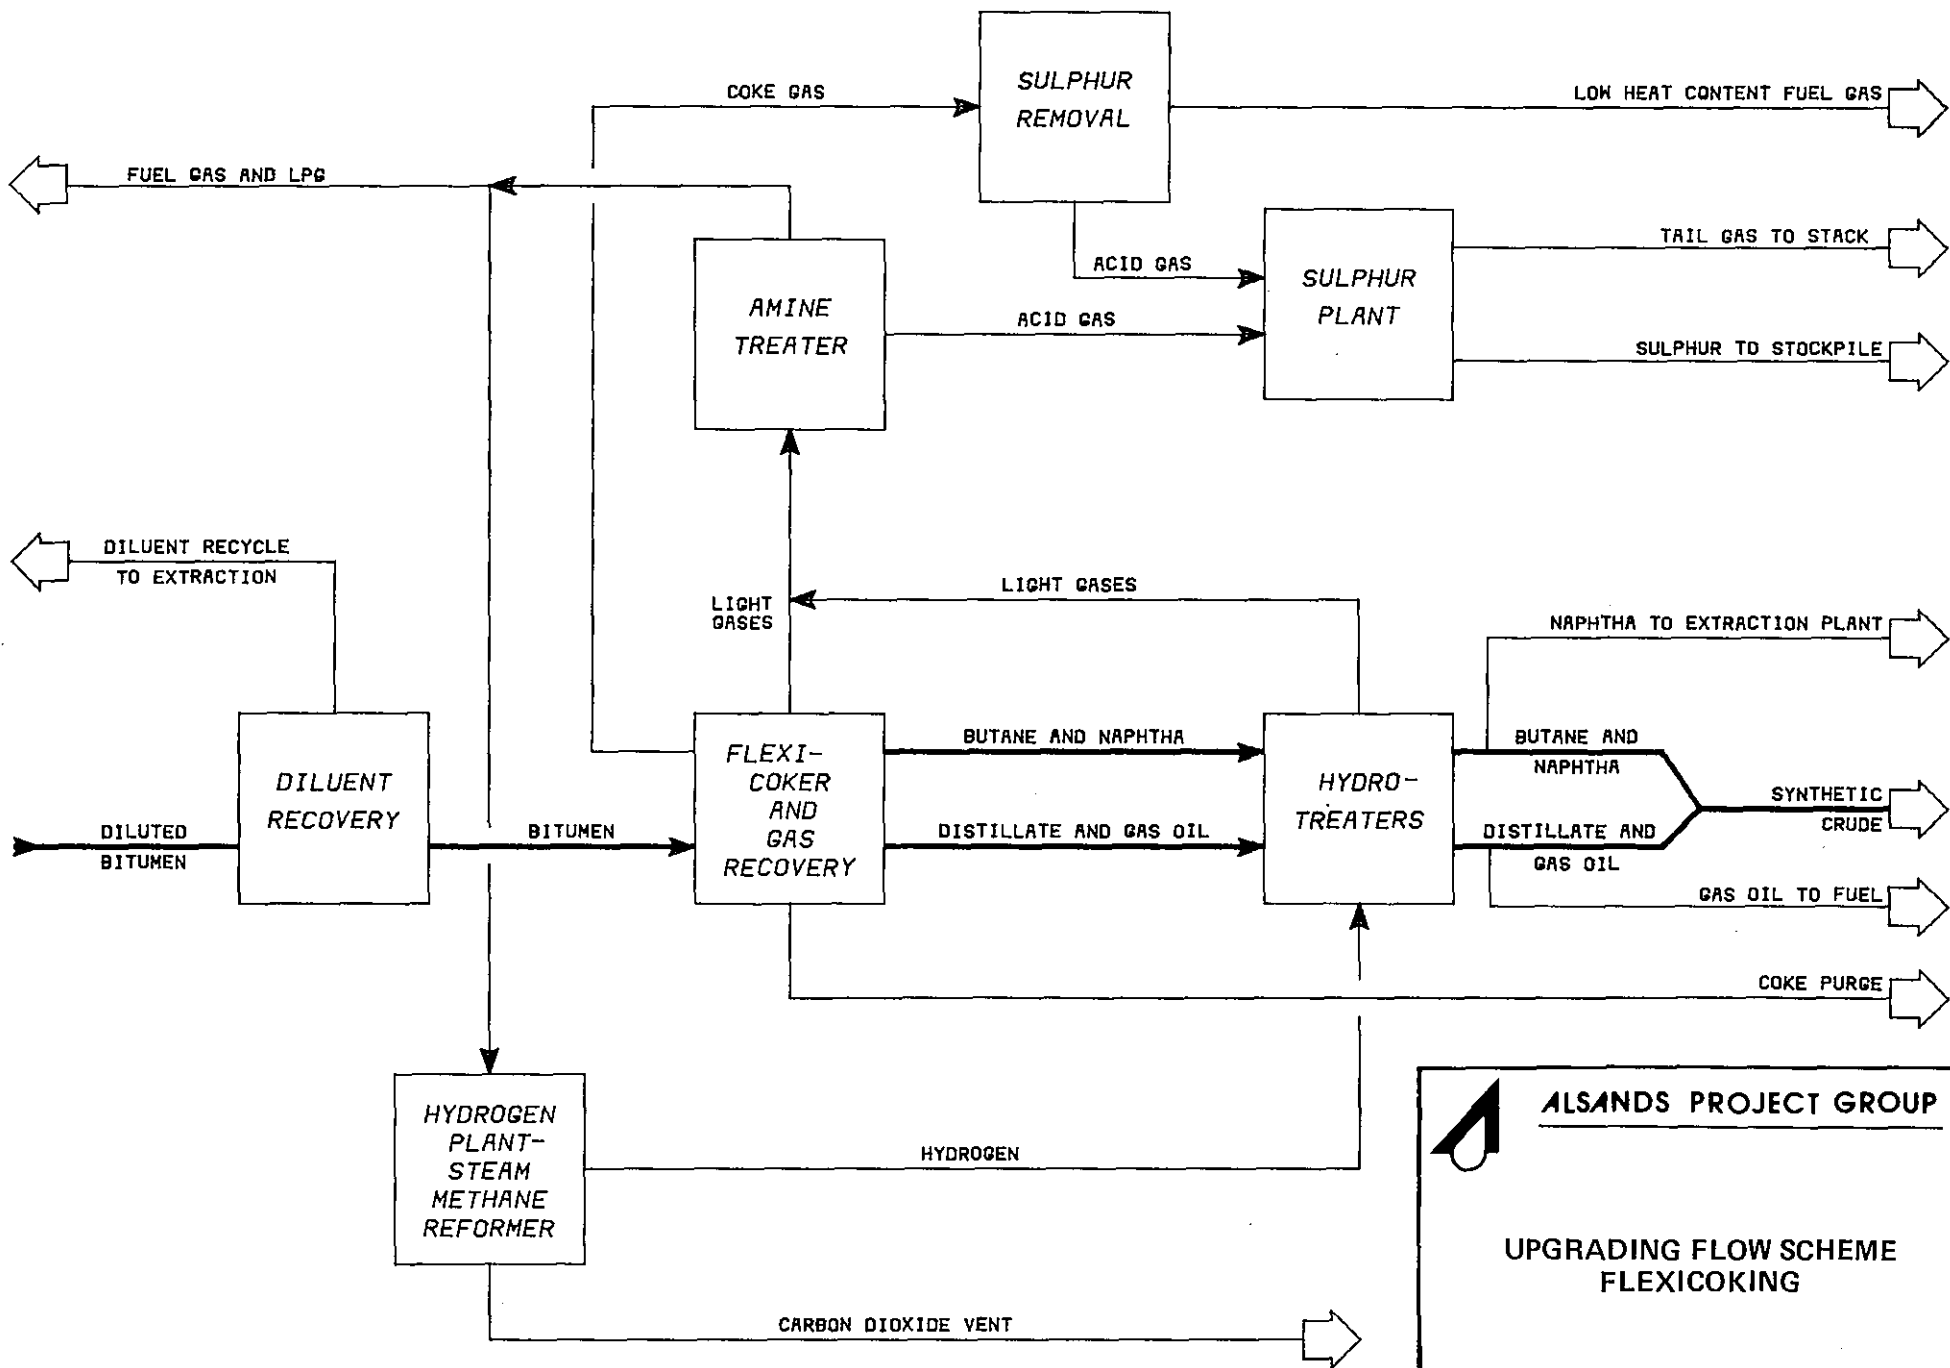 SULPHUR
REMOVAL
COKE GAS
LOW HEAT CONTENT FUEL GAS
FUEL GAS AND LPG
TAIL GAS TO STACK
ACID GAS
SULPHUR
PLANT
AMINE
TREATER
ACID GAS
SULPHUR TO STOCKPILE
DILUENT RECYCLE
TO EXTRACTION
LIGHT GASES
LIGHT
GASES
NAPHTHA TO EXTRACTION PLANT
DILUENT
RECOVERY
FLEXI-
COKER
AND
GAS
RECOVERY
BUTANE AND NAPHTHA
HYDRO-
TREATERS
BUTANE AND
NAPHTHA
SYNTHETIC
CRUDE
DILUTED
BITUMEN
BITUMEN
DISTILLATE AND GAS OIL
DISTILLATE AND
GAS OIL
GAS OIL TO FUEL
COKE PURGE
HYDROGEN
PLANT-
STEAM
METHANE
REFORMER
HYDROGEN
CARBON DIOXIDE VENT
ALSANDS PROJECT GROUP
UPGRADING FLOW SCHEME
FLEXICOKING